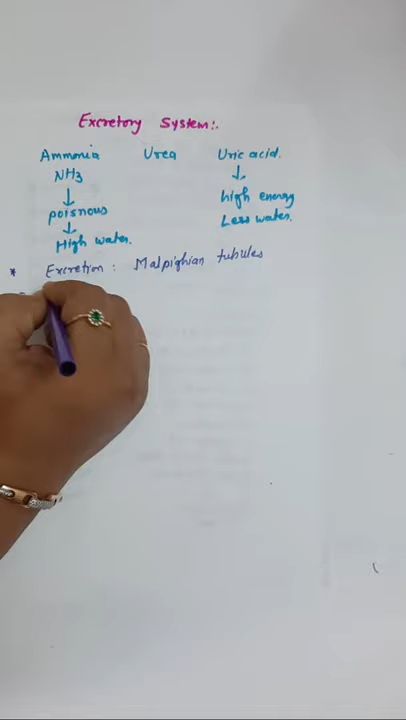 Excretory System:.
Ammonia Urea Uric acid.
NH3 ↓
↓ high energy
poisnous Less water.
↓
High water.
* Excretion : Malpighian tubules